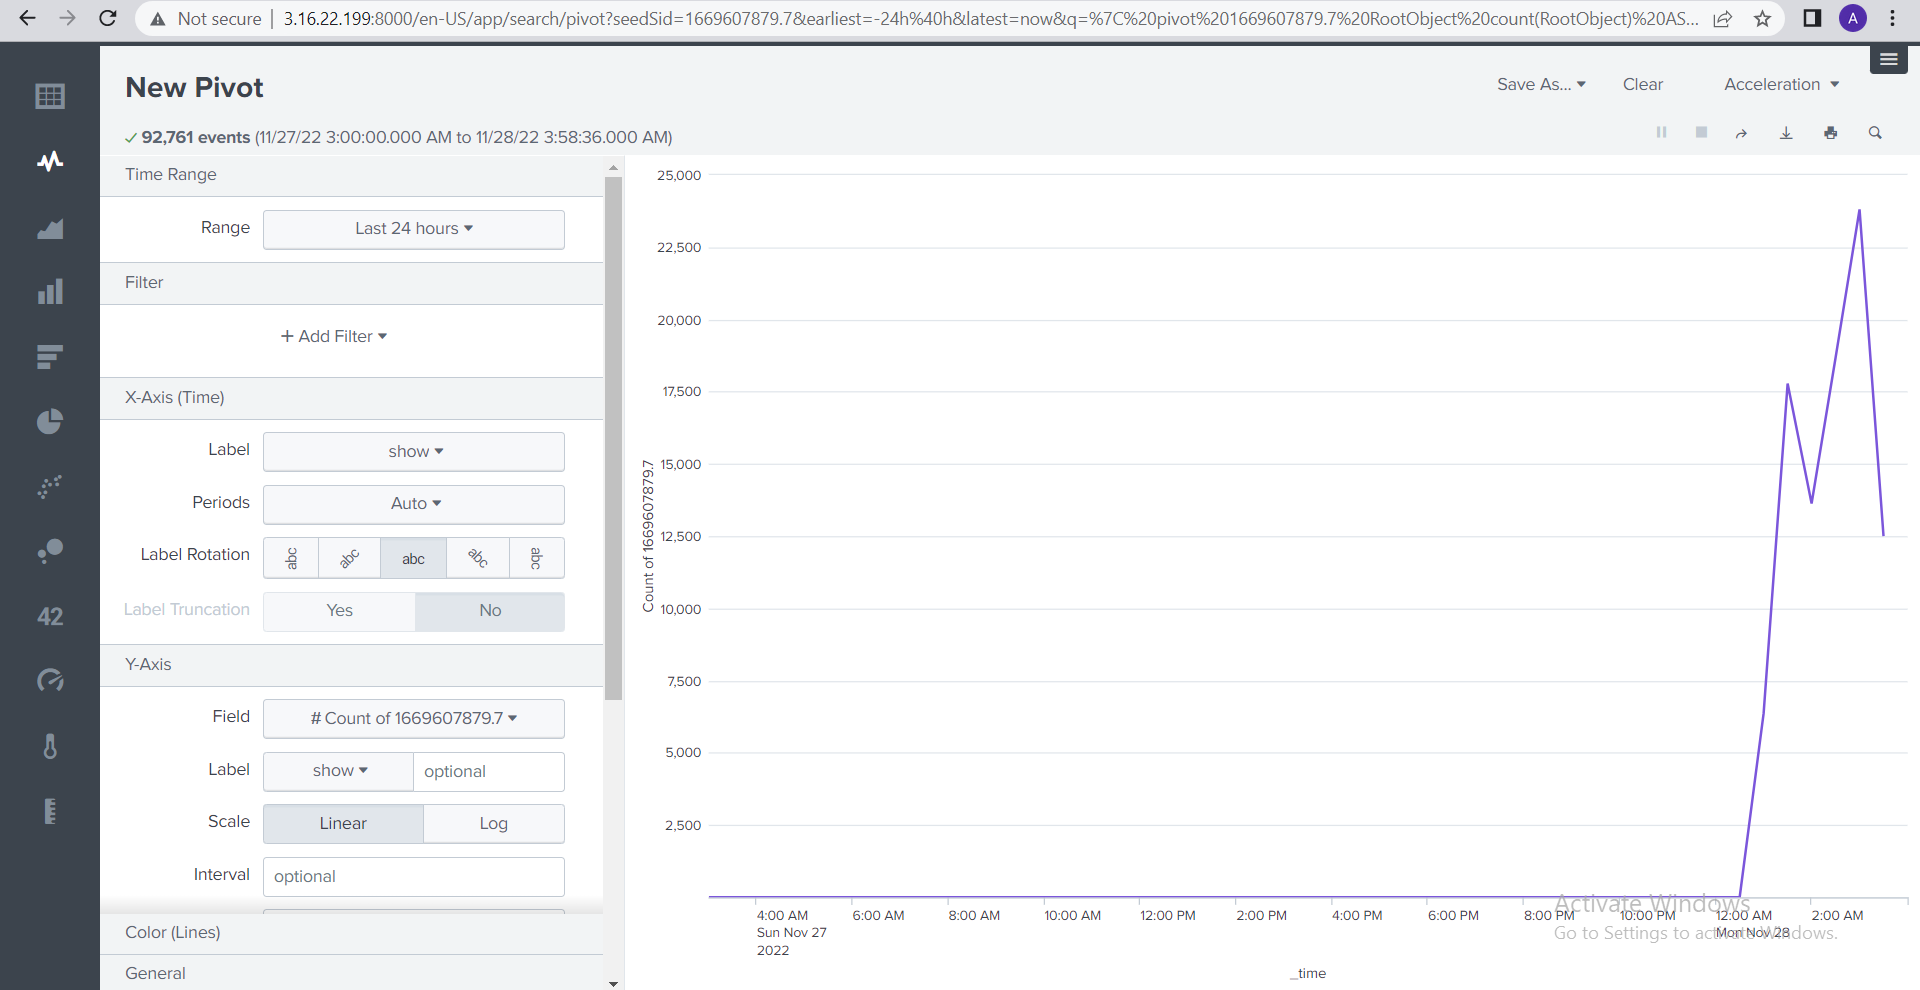 Not secure | 3.16.22.199:8000/en-US/app/search/pivot?seedSid=1669607879.7&earliest=-24h%40h&latest=now&q=%7C%20pivot%201669607879.7%20RootObject%20count(RootObject)%20AS...
A
New Pivot
Save As...
Clear
Acceleration
92,761 events (11/27/22 3:00:00.000 AM to 11/28/22 3:58:36.000 AM)
Time Range
Range
Last 24 hours
Filter
+ Add Filter
X-Axis (Time)
Label
show
Periods
Auto
Label Rotation
abc
abc
abc
abc
abc
Label Truncation
Yes
No
Y-Axis
Field
# Count of 1669607879.7
Label
show
optional
Scale
Linear
Log
Interval
optional
Color (Lines)
General
42
25,000
22,500
20,000
17,500
15,000
12,500
10,000
7,500
5,000
2,500
Count of 1669607879.7
4:00 AM
Sun Nov 27
2022
6:00 AM
8:00 AM
10:00 AM
12:00 PM
2:00 PM
4:00 PM
6:00 PM
8:00 PM
10:00 PM
12:00 AM
Mon Nov 28
2:00 AM
_time
Activate Windows
Go to Settings to activate Windows.